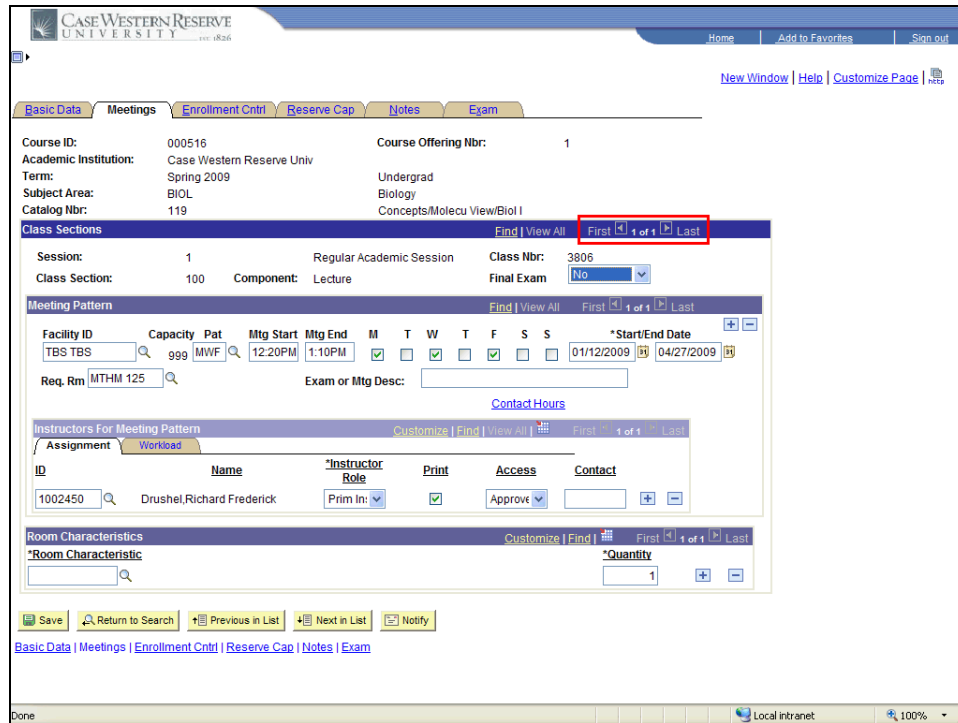 CASE WESTERN RESERVE
UNIVERSITY EST 1826
Home Add to Favorites Sign out
New Window | Help | Customize Page | http
Basic Data Meetings Enrollment Cntrl Reserve Cap Notes Exam
Course ID: 000516 Course Offering Nbr: 1
Academic Institution: Case Western Reserve Univ
Term: Spring 2009 Undergrad
Subject Area: BIOL Biology
Catalog Nbr: 119 Concepts/Molecu View/Biol I
Class Sections Find | View All First 1 of 1 Last
Session: 1 Regular Academic Session Class Nbr: 3806
Class Section: 100 Component: Lecture Final Exam No
Meeting Pattern Find | View All First 1 of 1 Last
Facility ID Capacity Pat Mtg Start Mtg End M T W T F S S *Start/End Date
TBS TBS 999 MWF 12:20PM 1:10PM 01/12/2009 04/27/2009
Req. Rm MTHM 125 Exam or Mtg Desc:
Contact Hours
Instructors For Meeting Pattern Customize | Find | View All | First 1 of 1 Last
Assignment Workload
ID Name *Instructor Role Print Access Contact
1002450 Drushel,Richard Frederick Prim Ins Approve
Room Characteristics Customize | Find | First 1 of 1 Last
*Room Characteristic *Quantity
1
Save Return to Search Previous in List Next in List Notify
Basic Data | Meetings | Enrollment Cntrl | Reserve Cap | Notes | Exam
Done Local intranet 100%